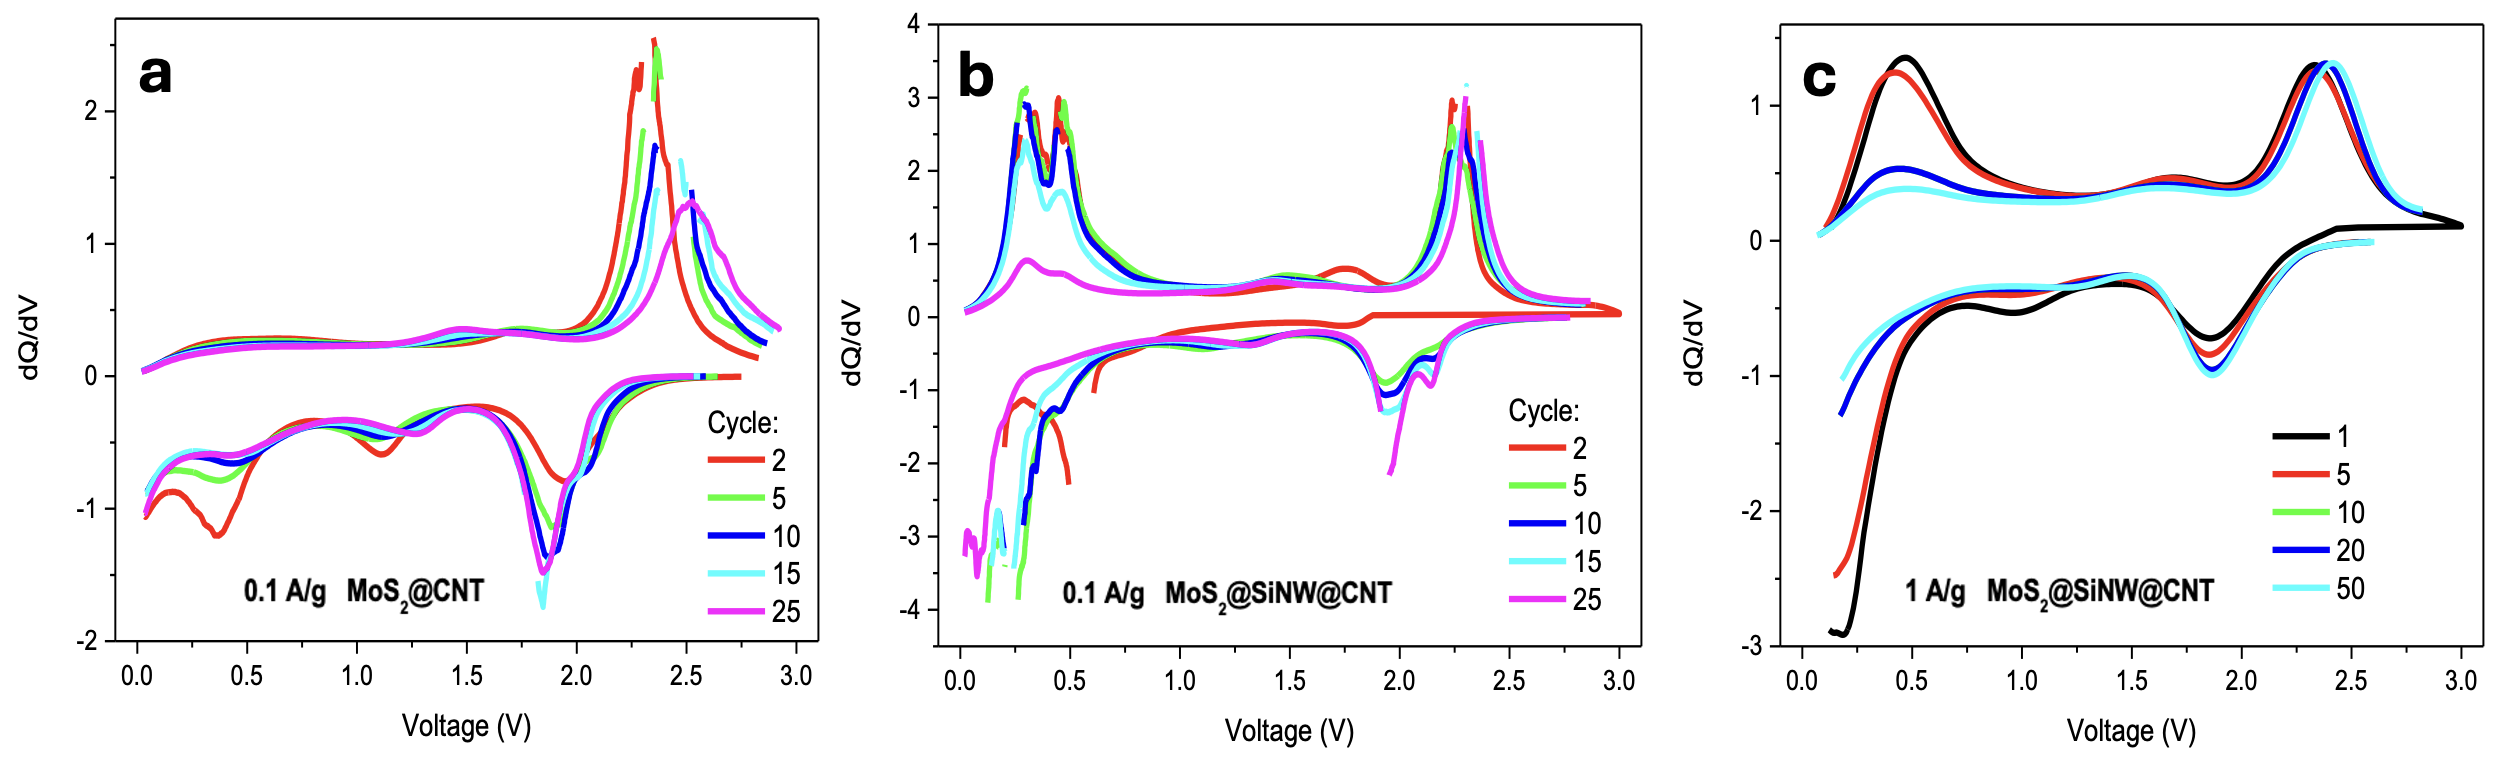 a
dQ/dV
2
1
0
-1
-2
0.0 0.5 1.0 1.5 2.0 2.5 3.0
Voltage (V)
Cycle:
2
5
10
15
25
0.1 A/g MoS2@CNT
b
dQ/dV
4
3
2
1
0
-1
-2
-3
-4
0.0 0.5 1.0 1.5 2.0 2.5 3.0
Voltage (V)
Cycle:
2
5
10
15
25
0.1 A/g MoS2@SiNW@CNT
c
dQ/dV
1
0
-1
-2
-3
0.0 0.5 1.0 1.5 2.0 2.5 3.0
Voltage (V)
1
5
10
20
50
1 A/g MoS2@SiNW@CNT